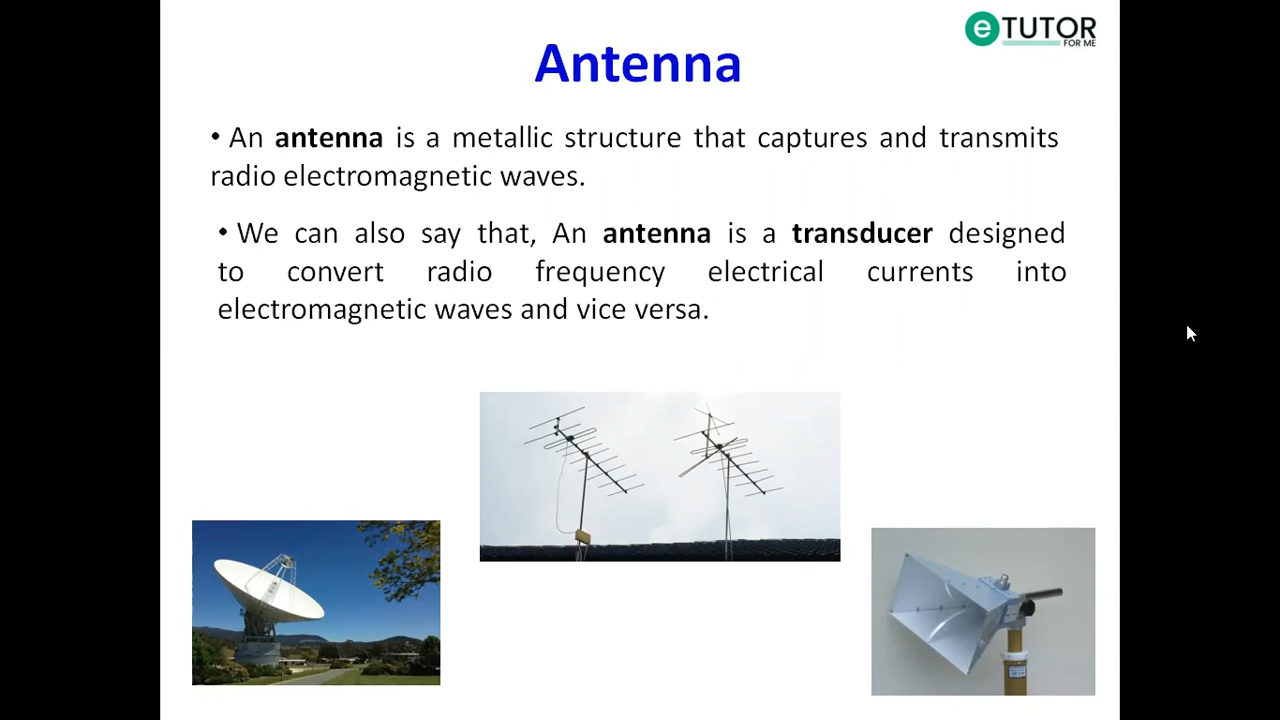 e TUTOR
FOR ME
Antenna
• An antenna is a metallic structure that captures and transmits
radio electromagnetic waves.
• We can also say that, An antenna is a transducer designed
to convert radio frequency electrical currents into
electromagnetic waves and vice versa.